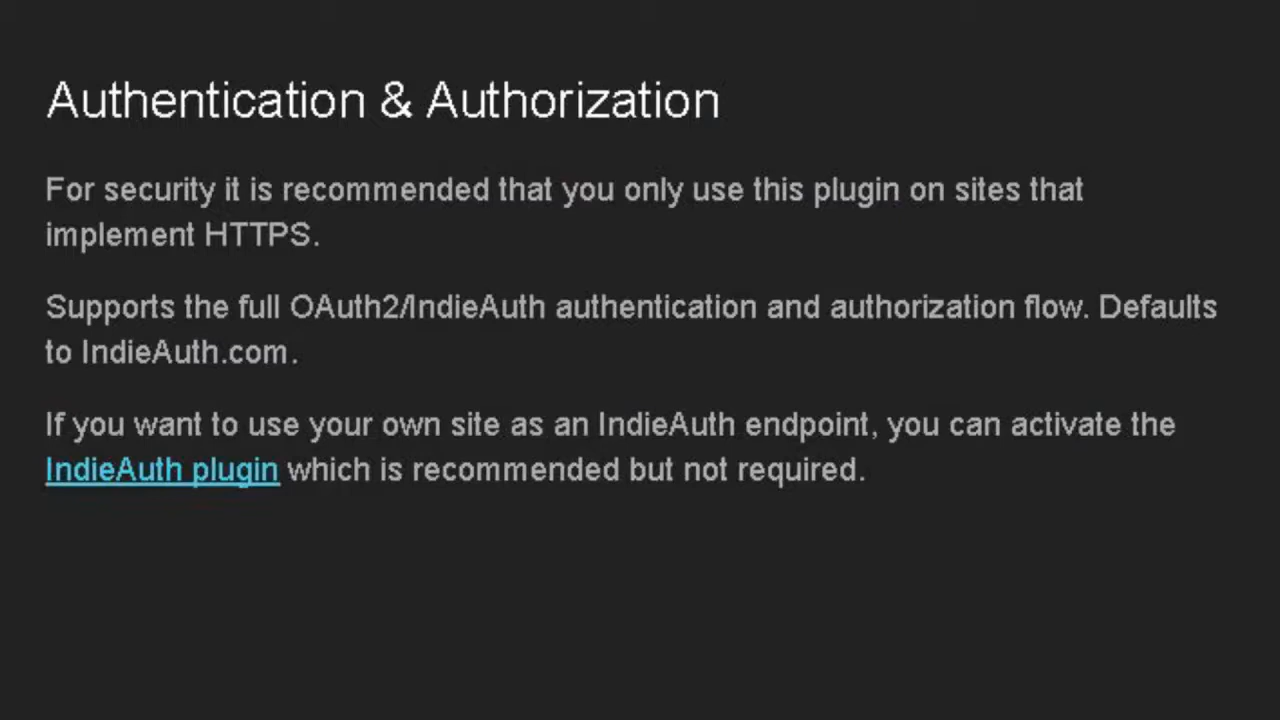 Authentication & Authorization
For security it is recommended that you only use this plugin on sites that
implement HTTPS.
Supports the full OAuth2/IndieAuth authentication and authorization flow. Defaults
to IndieAuth.com.
If you want to use your own site as an IndieAuth endpoint, you can activate the
IndieAuth plugin which is recommended but not required.